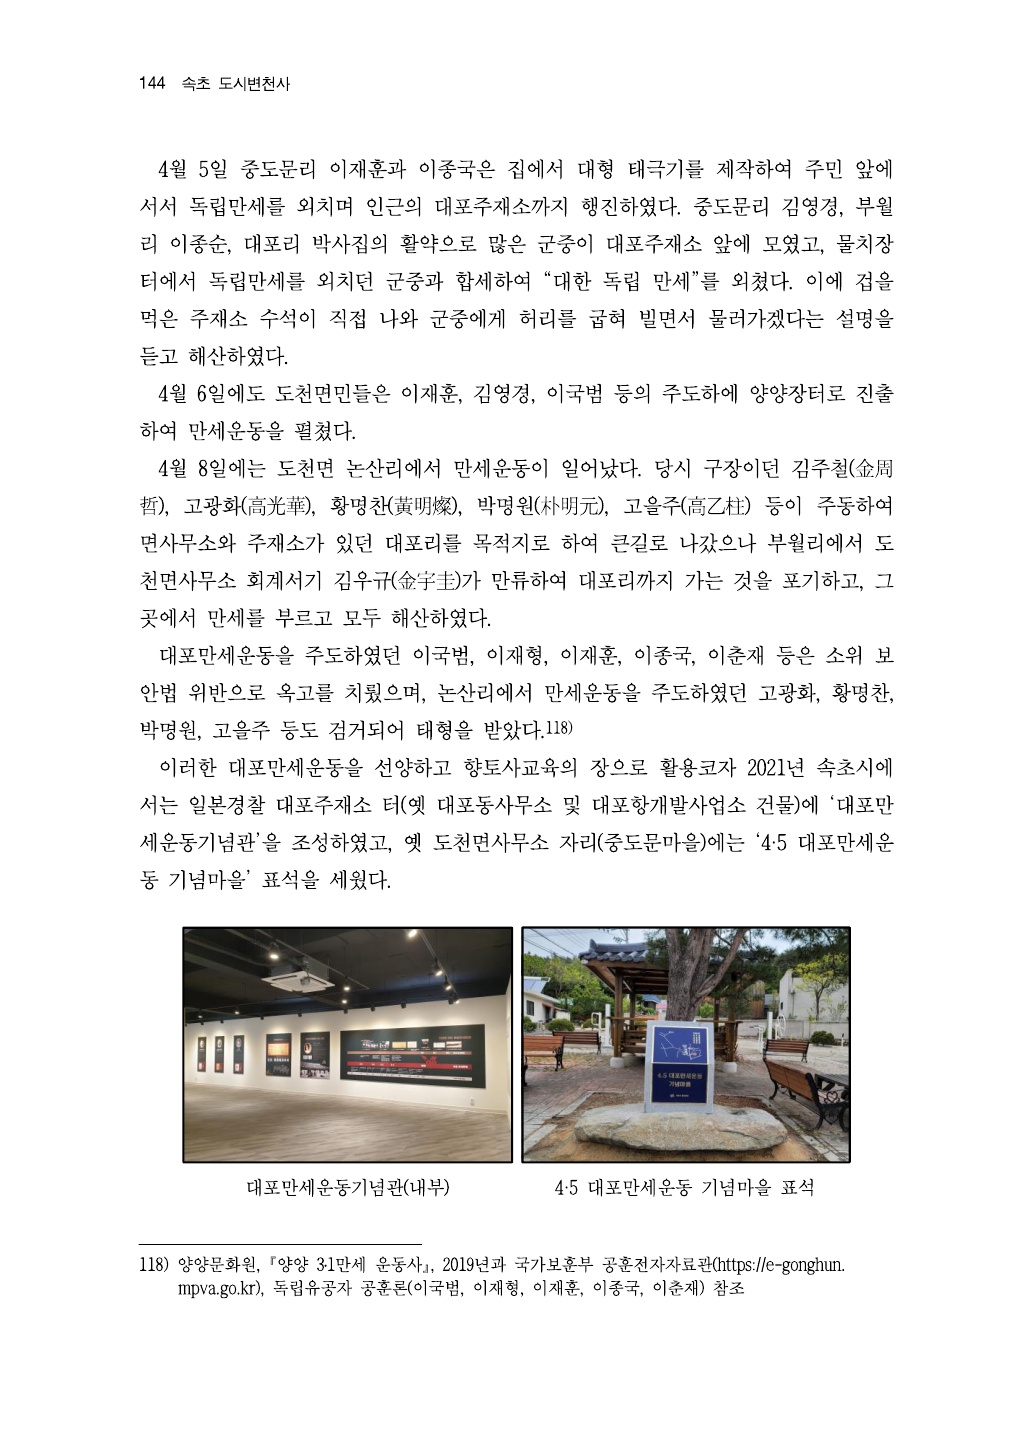 144 속초 도시변천사
4월 5일 중도문리 이재훈과 이종국은 집에서 대형 태극기를 제작하여 주민 앞에
서서 독립만세를 외치며 인근의 대포주재소까지 행진하였다. 중도문리 김영경, 부월
리 이종순, 대포리 박사집의 활약으로 많은 군중이 대포주재소 앞에 모였고, 물치장
터에서 독립만세를 외치던 군중과 합세하여 “대한 독립 만세”를 외쳤다. 이에 겁을
먹은 주재소 수석이 직접 나와 군중에게 허리를 굽혀 빌면서 물러가겠다는 설명을
듣고 해산하였다.
4월 6일에도 도천면민들은 이재훈, 김영경, 이국범 등의 주도하에 양양장터로 진출
하여 만세운동을 펼쳤다.
4월 8일에는 도천면 논산리에서 만세운동이 일어났다. 당시 구장이던 김주철(金周
哲), 고광화(高光華), 황명찬(黃明燦), 박명원(朴明元), 고을주(高乙柱) 등이 주동하여
면사무소와 주재소가 있던 대포리를 목적지로 하여 큰길로 나갔으나 부월리에서 도
천면사무소 회계서기 김우규(金宇圭)가 만류하여 대포리까지 가는 것을 포기하고, 그
곳에서 만세를 부르고 모두 해산하였다.
대포만세운동을 주도하였던 이국범, 이재형, 이재훈, 이종국, 이춘재 등은 소위 보
안법 위반으로 옥고를 치뤘으며, 논산리에서 만세운동을 주도하였던 고광화, 황명찬,
박명원, 고을주 등도 검거되어 태형을 받았다.118)
이러한 대포만세운동을 선양하고 향토사교육의 장으로 활용코자 2021년 속초시에
서는 일본경찰 대포주재소 터(옛 대포동사무소 및 대포항개발사업소 건물)에 ‘대포만
세운동기념관’을 조성하였고, 옛 도천면사무소 자리(중도문마을)에는 ‘4·5 대포만세운
동 기념마을’ 표석을 세웠다.
4.5 대포만세운동
기념마을
대포만세운동기념관(내부)
4·5 대포만세운동 기념마을 표석
118) 양양문화원, 『양양 3·1만세 운동사』, 2019년과 국가보훈부 공훈전자자료관(https://e-gonghun.
mpva.go.kr), 독립유공자 공훈론(이국범, 이재형, 이재훈, 이종국, 이춘재) 참조